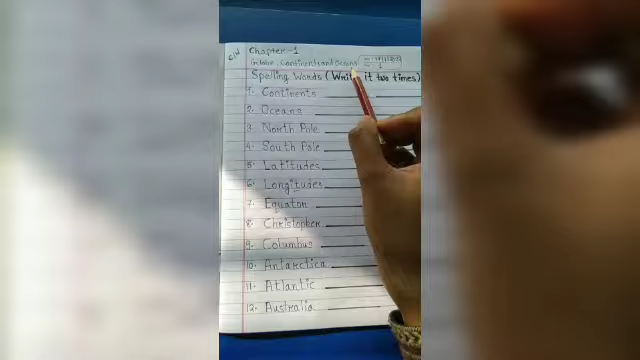 C/W Chapter-1
Globe, Continents and Oceans
Spelling Words (Write it two times)
1. Continents
2. Oceans
3. North Pole
4. South Pole
5. Latitudes
6. Longitudes
7. Equator
8. Christopher
9. Columbus
10. Antarctica
11. Atlantic
12. Australia